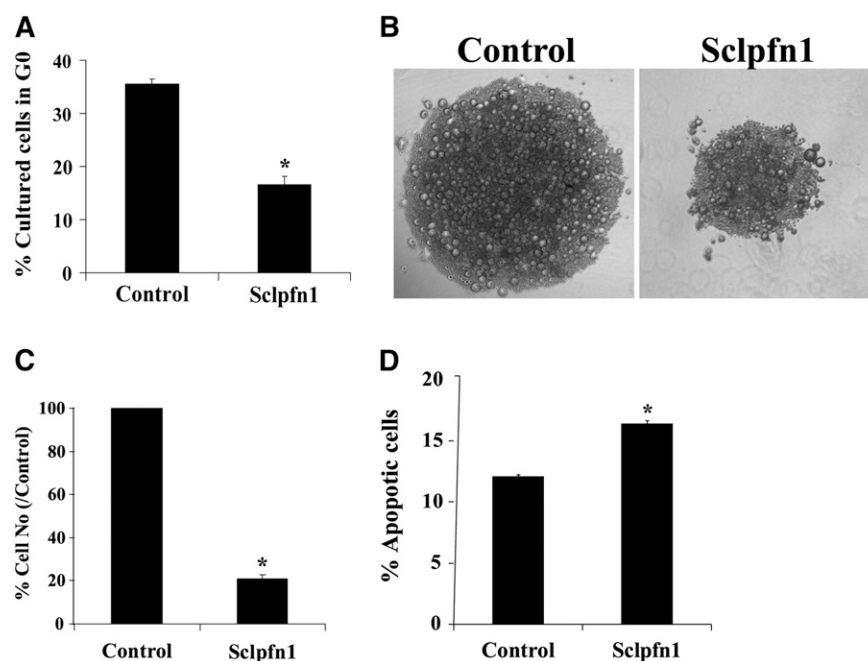 A
% Cultured cells in G0
40
30
20
10
0
*
Control
Sclpfn1
B
Control
Sclpfn1
C
% Cell No (/Control)
100
80
60
40
20
0
*
Control
Sclpfn1
D
% Apopotic cells
20
15
10
5
0
*
Control
Sclpfn1